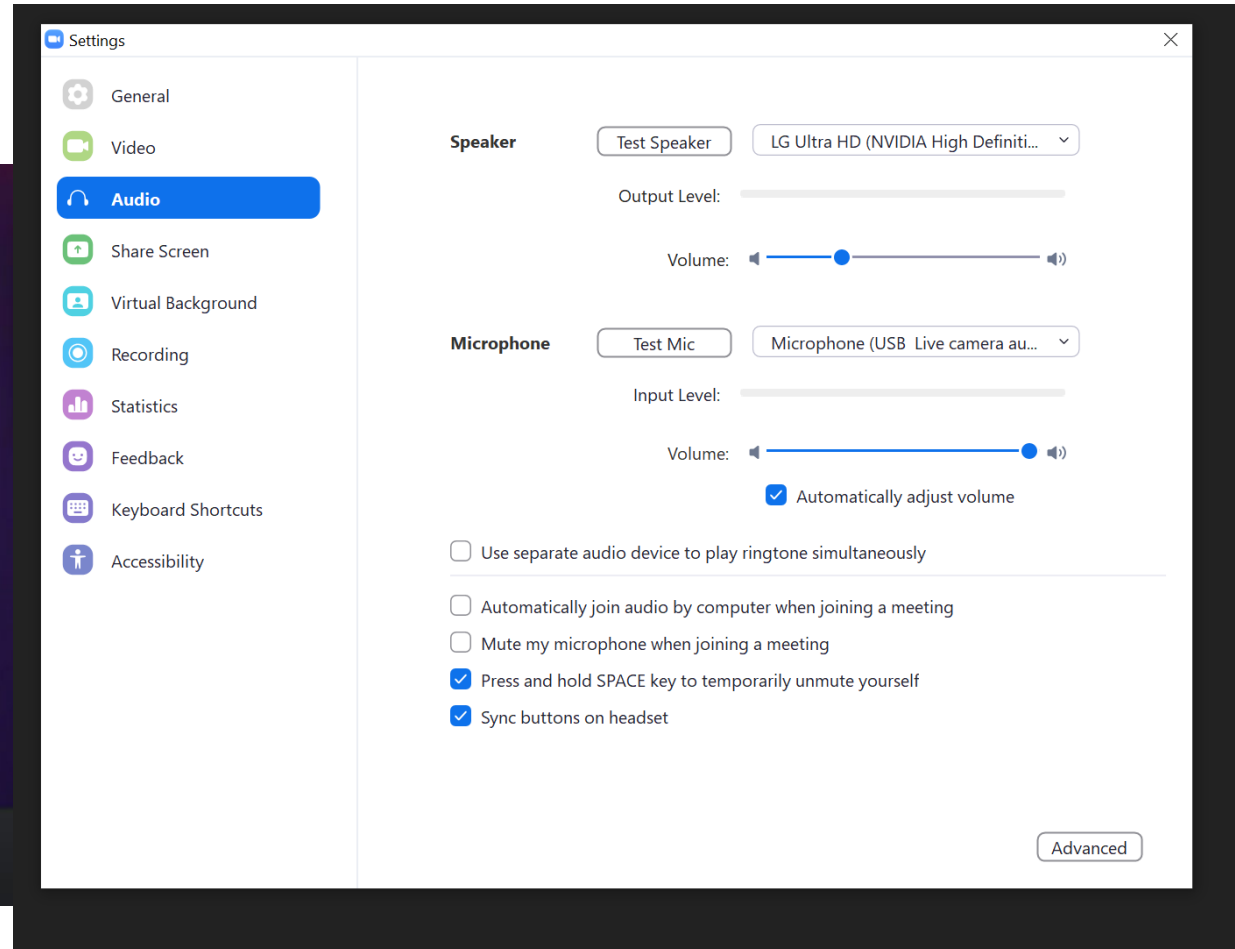 Settings
General
Video
Audio
Share Screen
Virtual Background
Recording
Statistics
Feedback
Keyboard Shortcuts
Accessibility
Speaker Test Speaker LG Ultra HD (NVIDIA High Definiti...
Output Level:
Volume:
Microphone Test Mic Microphone (USB  Live camera au...
Input Level:
Volume:
Automatically adjust volume
Use separate audio device to play ringtone simultaneously
Automatically join audio by computer when joining a meeting
Mute my microphone when joining a meeting
Press and hold SPACE key to temporarily unmute yourself
Sync buttons on headset
Advanced